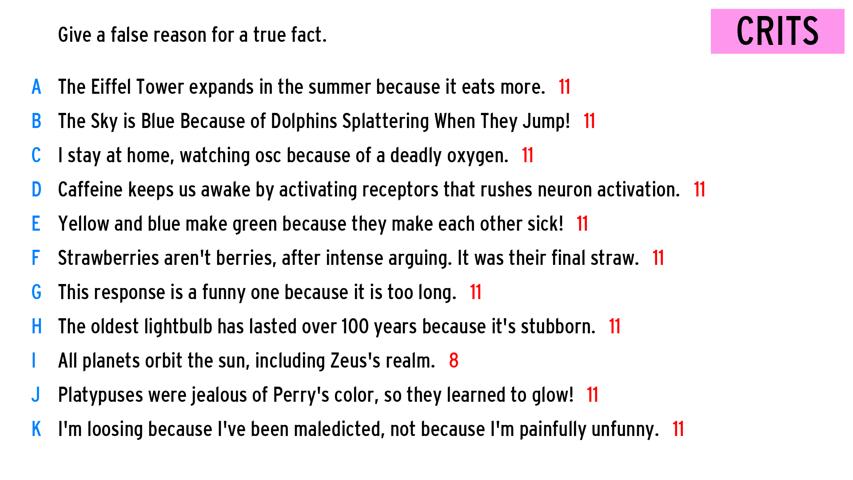 Give a false reason for a true fact.
CRITS
A The Eiffel Tower expands in the summer because it eats more. 11
B The Sky is Blue Because of Dolphins Splattering When They Jump! 11
C I stay at home, watching osc because of a deadly oxygen. 11
D Caffeine keeps us awake by activating receptors that rushes neuron activation. 11
E Yellow and blue make green because they make each other sick! 11
F Strawberries aren't berries, after intense arguing. It was their final straw. 11
G This response is a funny one because it is too long. 11
H The oldest lightbulb has lasted over 100 years because it's stubborn. 11
I All planets orbit the sun, including Zeus's realm. 8
J Platypuses were jealous of Perry's color, so they learned to glow! 11
K I'm loosing because I've been maledicted, not because I'm painfully unfunny. 11